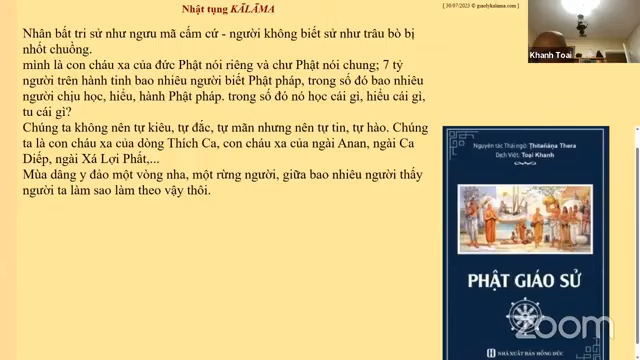 Nhật tụng KĀLĀMA
[ 30/07/2023 © giaolykalama.com ]
Nhân bất tri sử như ngưu mã cấm cứ - người không biết sử như trâu bò bị
nhốt chuồng.
mình là con cháu xa của đức Phật nói riêng và chư Phật nói chung; 7 tỷ
người trên hành tinh bao nhiêu người biết Phật pháp, trong số đó bao nhiêu
người chịu học, hiểu, hành Phật pháp. trong số đó nó học cái gì, hiểu cái gì,
tu cái gì?
Chúng ta không nên tự kiêu, tự đắc, tự mãn nhưng nên tự tin, tự hào. Chúng
ta là con cháu xa của dòng Thích Ca, con cháu xa của ngài Anan, ngài Ca
Diếp, ngài Xá Lợi Phất,...
Mùa dâng y đáo một vòng nha, một rừng người, giữa bao nhiêu người thấy
người ta làm sao làm theo vậy thôi.
Khanh Toai
Nguyên tác Thái ngữ: Ṭhitañāṇa Thera
Dịch Việt: Toại Khanh
PHẬT GIÁO SỬ
zoom
NHÀ XUẤT BẢN HỒNG ĐỨC